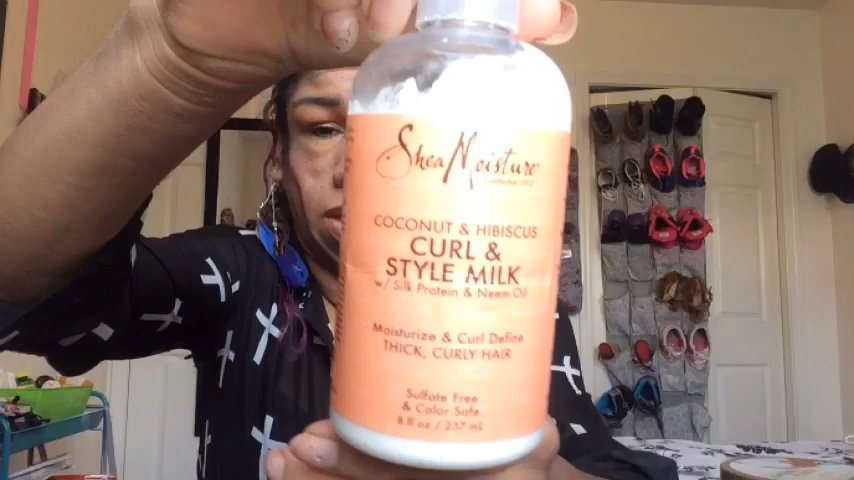 SheaMoisture
COCONUT & HIBISCUS
CURL &
STYLE MILK
w/ Silk Protein & Neem Oil
Moisturize & Curl Define
THICK, CURLY HAIR
Sulfate Free
& Color Safe
8 fl oz / 237 mL